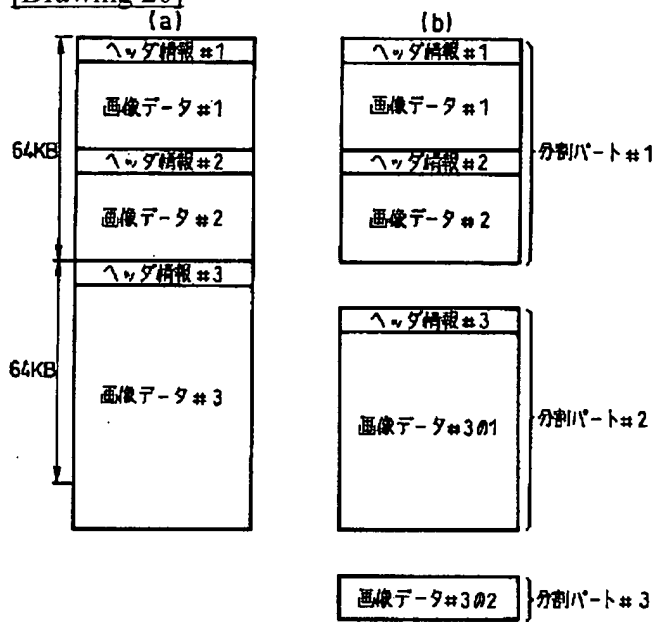 [Drawing 20]
(a)
ヘッダ情報#1
画像データ#1
64KB
ヘッダ情報#2
画像データ#2
ヘッダ情報#3
64KB
画像データ#3
(b)
ヘッダ情報#1
画像データ#1
分割パート#1
ヘッダ情報#2
画像データ#2
ヘッダ情報#3
画像データ#3の1
分割パート#2
画像データ#3の2
分割パート#3